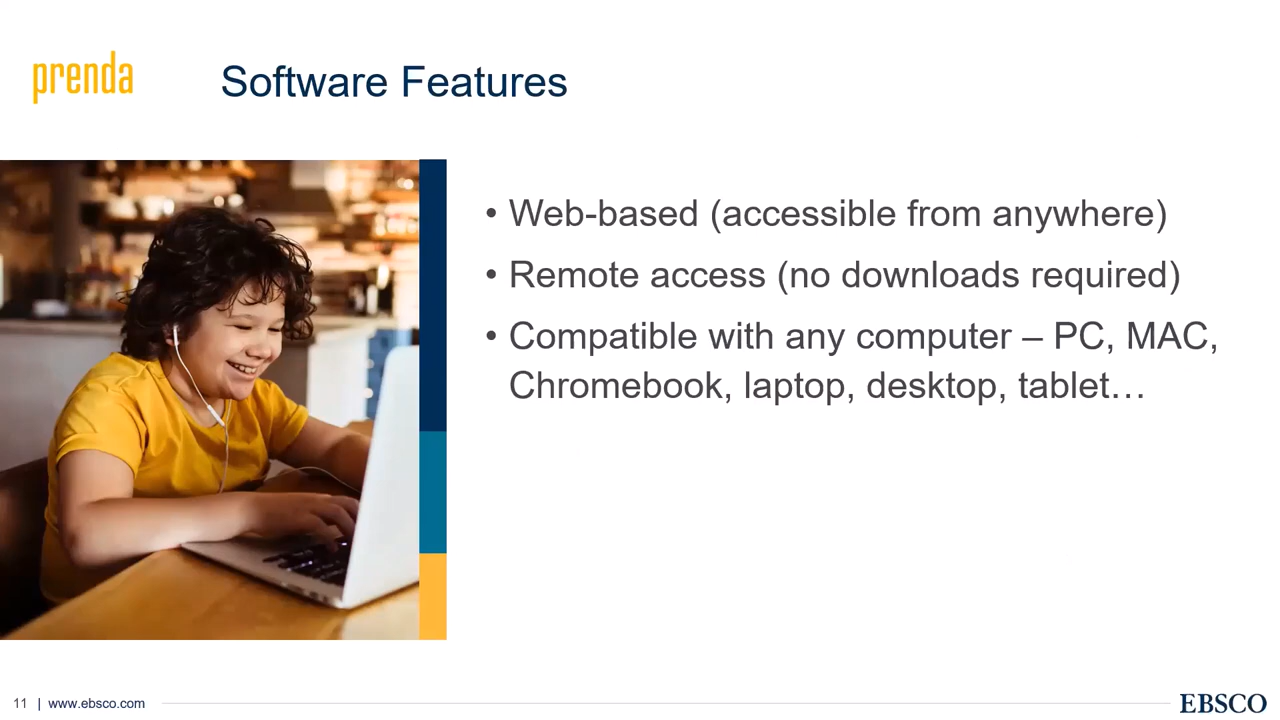 prenda
Software Features
• Web-based (accessible from anywhere)
• Remote access (no downloads required)
• Compatible with any computer – PC, MAC,
Chromebook, laptop, desktop, tablet…
11 | www.ebsco.com
EBSCO